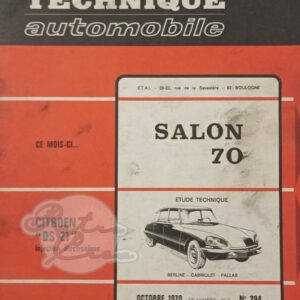 TECHNIQUE
automobile
E.T.A.I. - 20-22, rue de la Saussière - 92-BOULOGNE
CE MOIS-CI...
SALON
70
ETUDE TECHNIQUE
CITROEN
"DS 21"
injection électronique
BERLINE - CABRIOLET - PALLAS
OCTOBRE 1970
N° 294